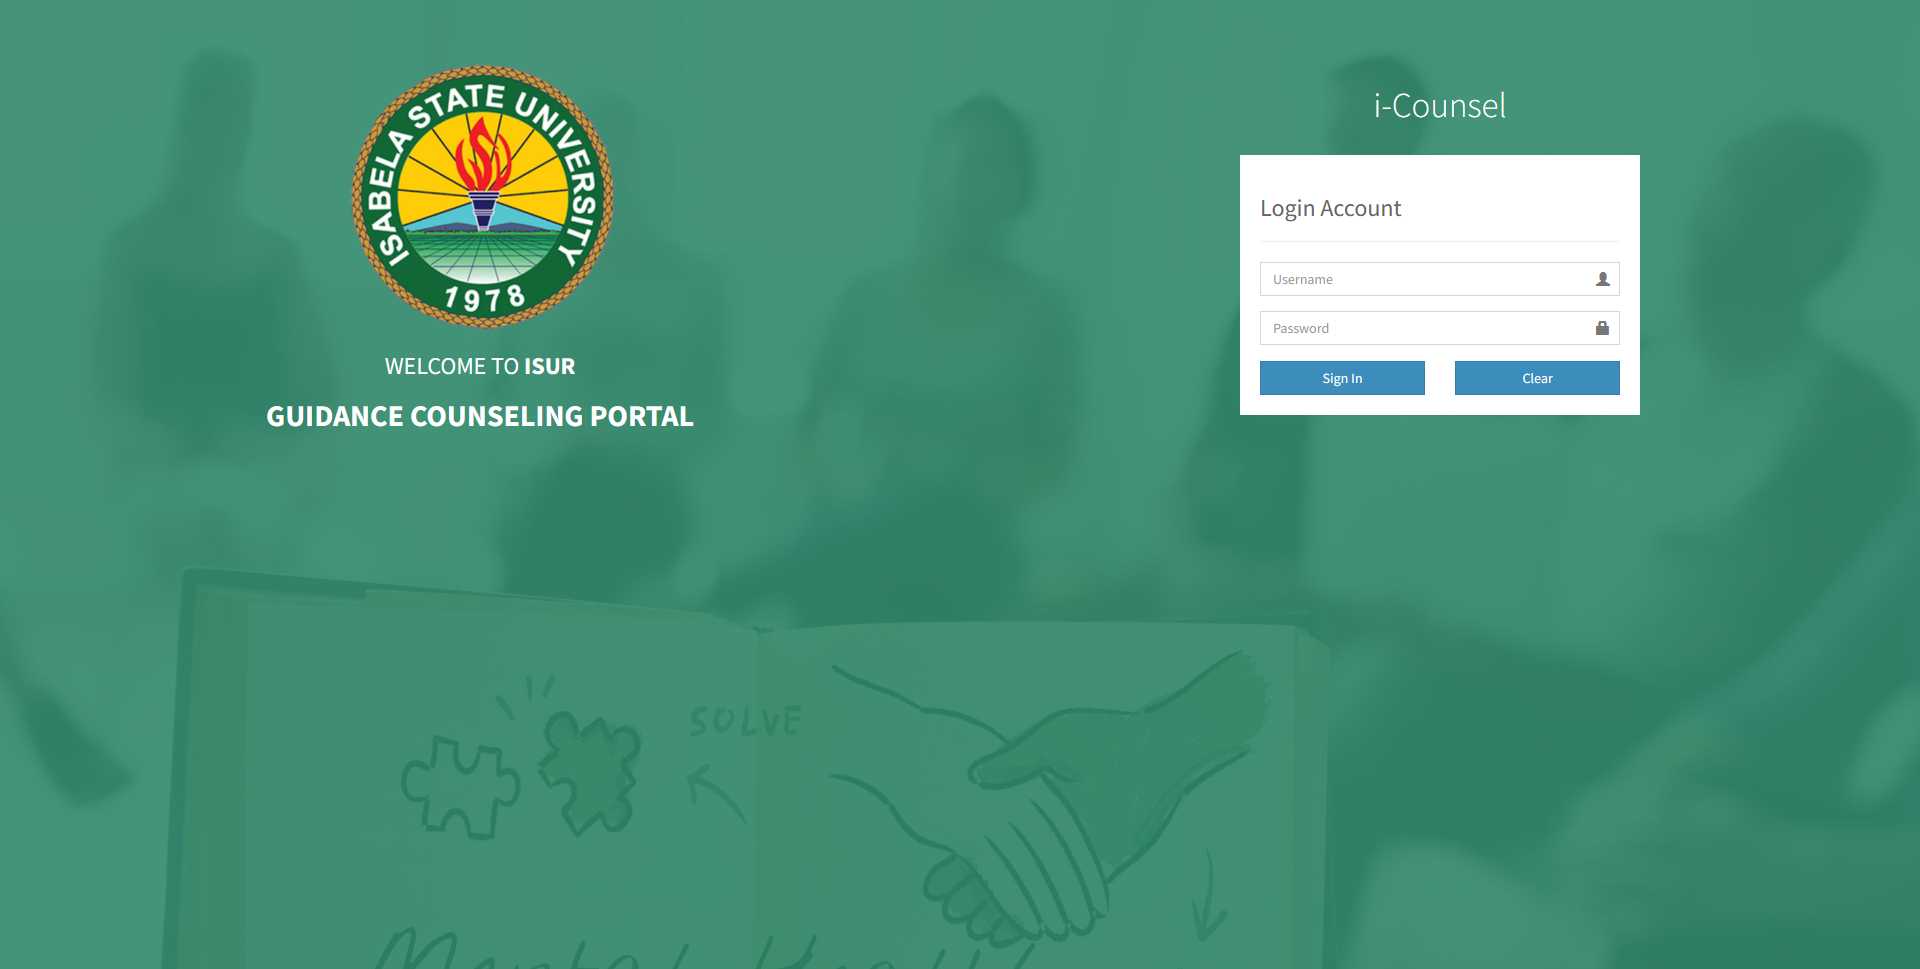 ISABELA STATE UNIVERSITY
1978
WELCOME TO ISUR
GUIDANCE COUNSELING PORTAL
i-Counsel
Login Account
Username
Password
Sign In
Clear
SOLVE
Mental